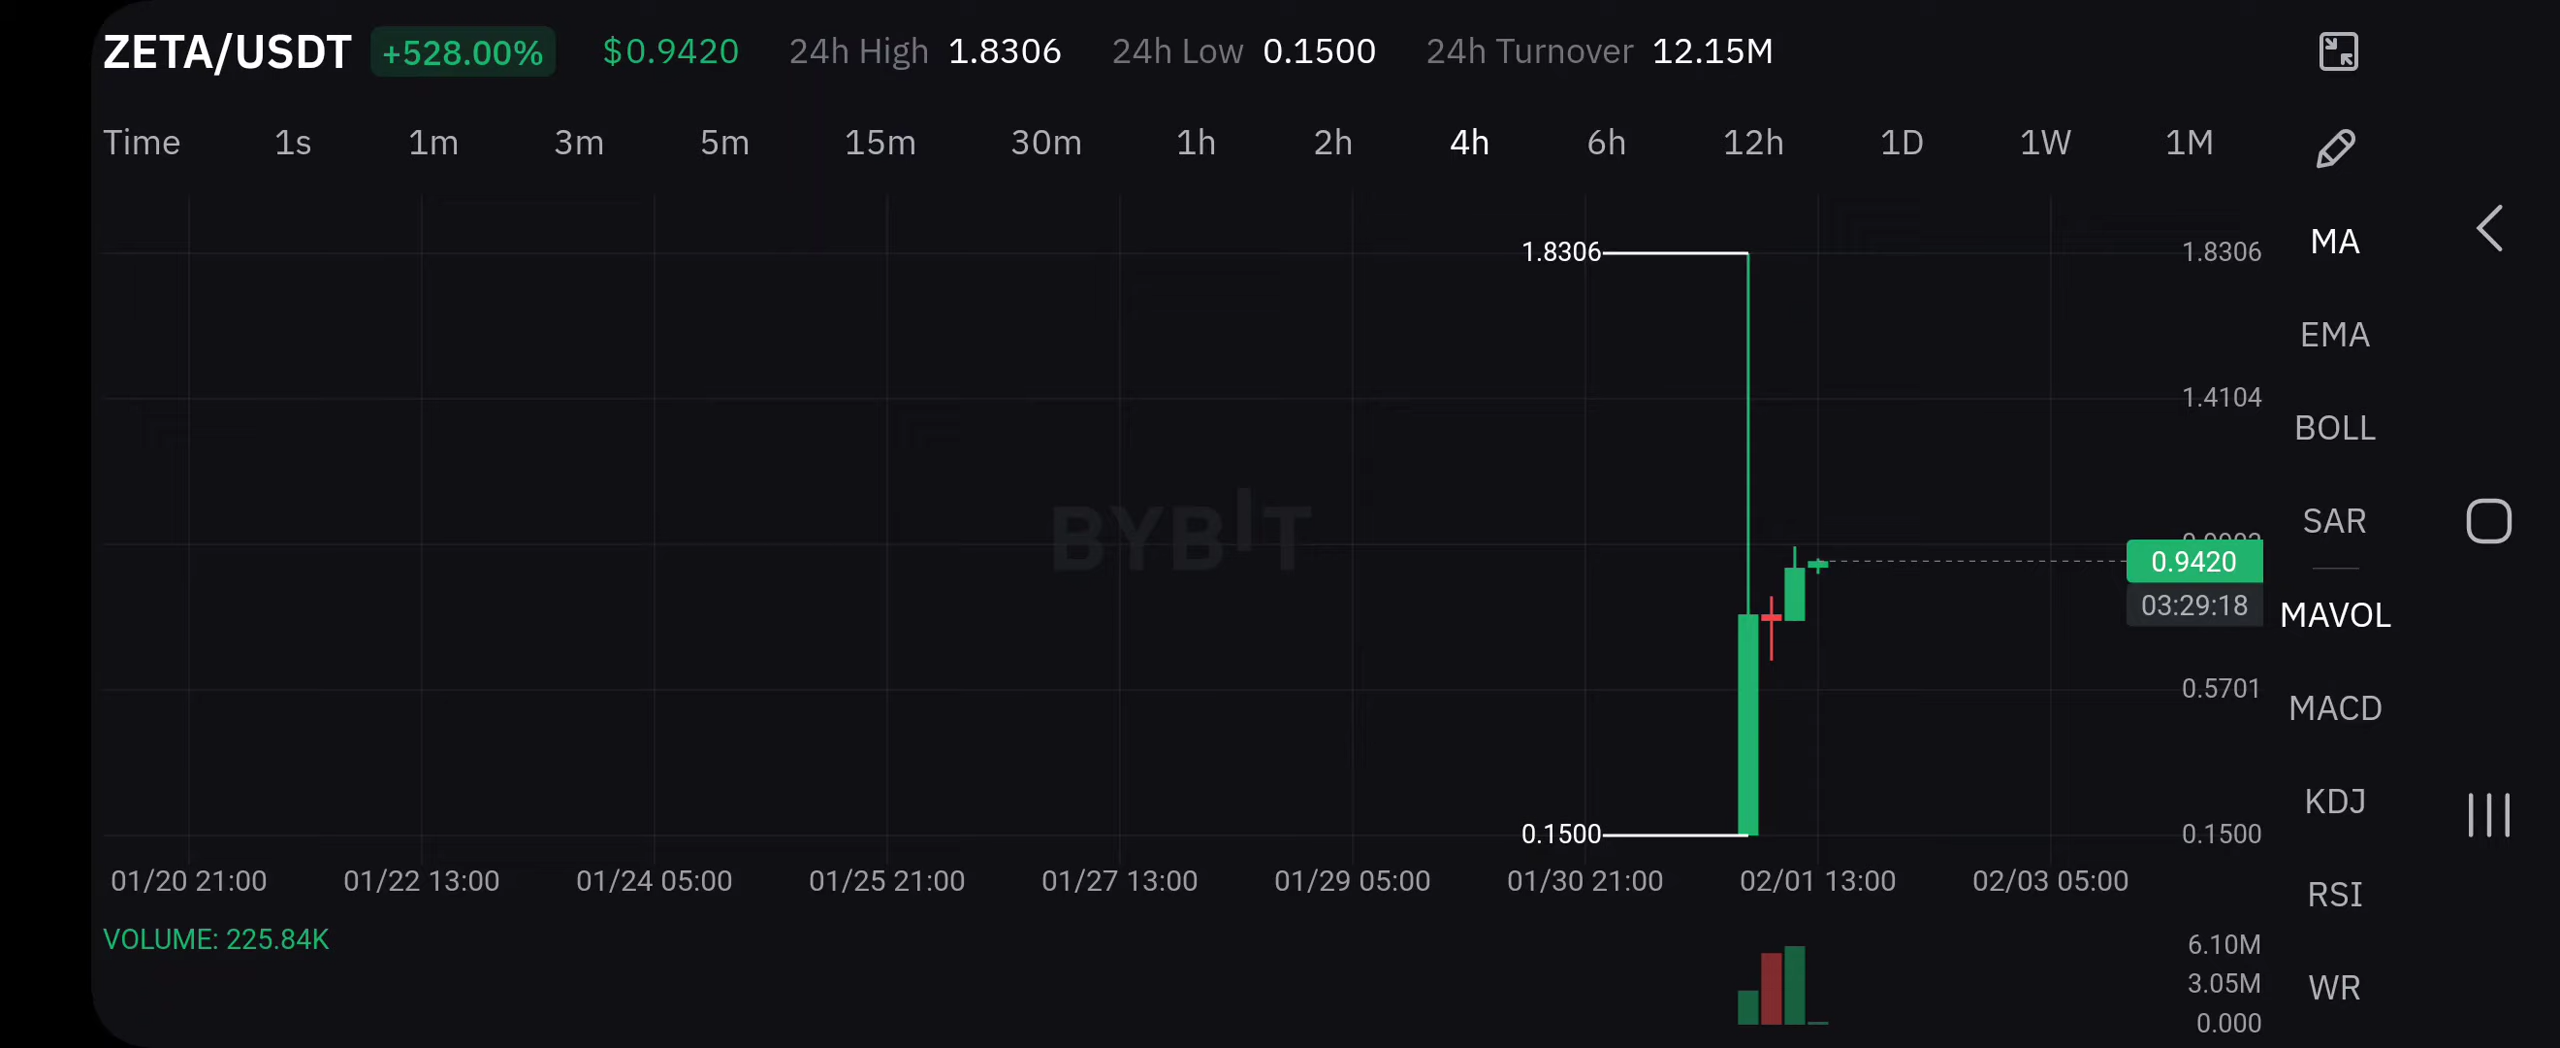 ZETA/USDT +528.00% $0.9420 24h High 1.8306 24h Low 0.1500 24h Turnover 12.15M
Time 1s 1m 3m 5m 15m 30m 1h 2h 4h 6h 12h 1D 1W 1M
MA
EMA
BOLL
SAR
MAVOL
MACD
KDJ
RSI
WR
1.8306
1.8306
1.4104
BYBIT
0.9420
03:29:18
0.5701
0.1500
0.1500
01/20 21:00 01/22 13:00 01/24 05:00 01/25 21:00 01/27 13:00 01/29 05:00 01/30 21:00 02/01 13:00 02/03 05:00
VOLUME: 225.84K
6.10M
3.05M
0.000